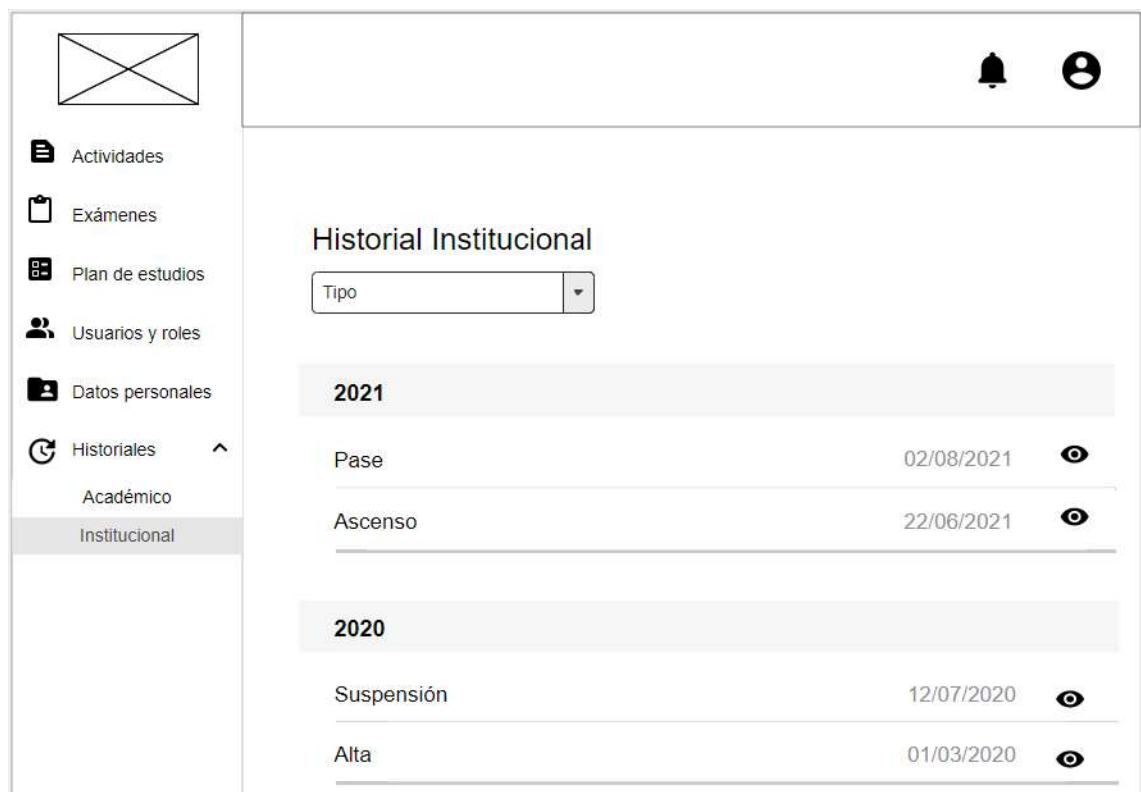 Actividades
Exámenes
Plan de estudios
Usuarios y roles
Datos personales
Historiales
Académico
Institucional
Historial Institucional
Tipo
2021
Pase 02/08/2021
Ascenso 22/06/2021
2020
Suspensión 12/07/2020
Alta 01/03/2020